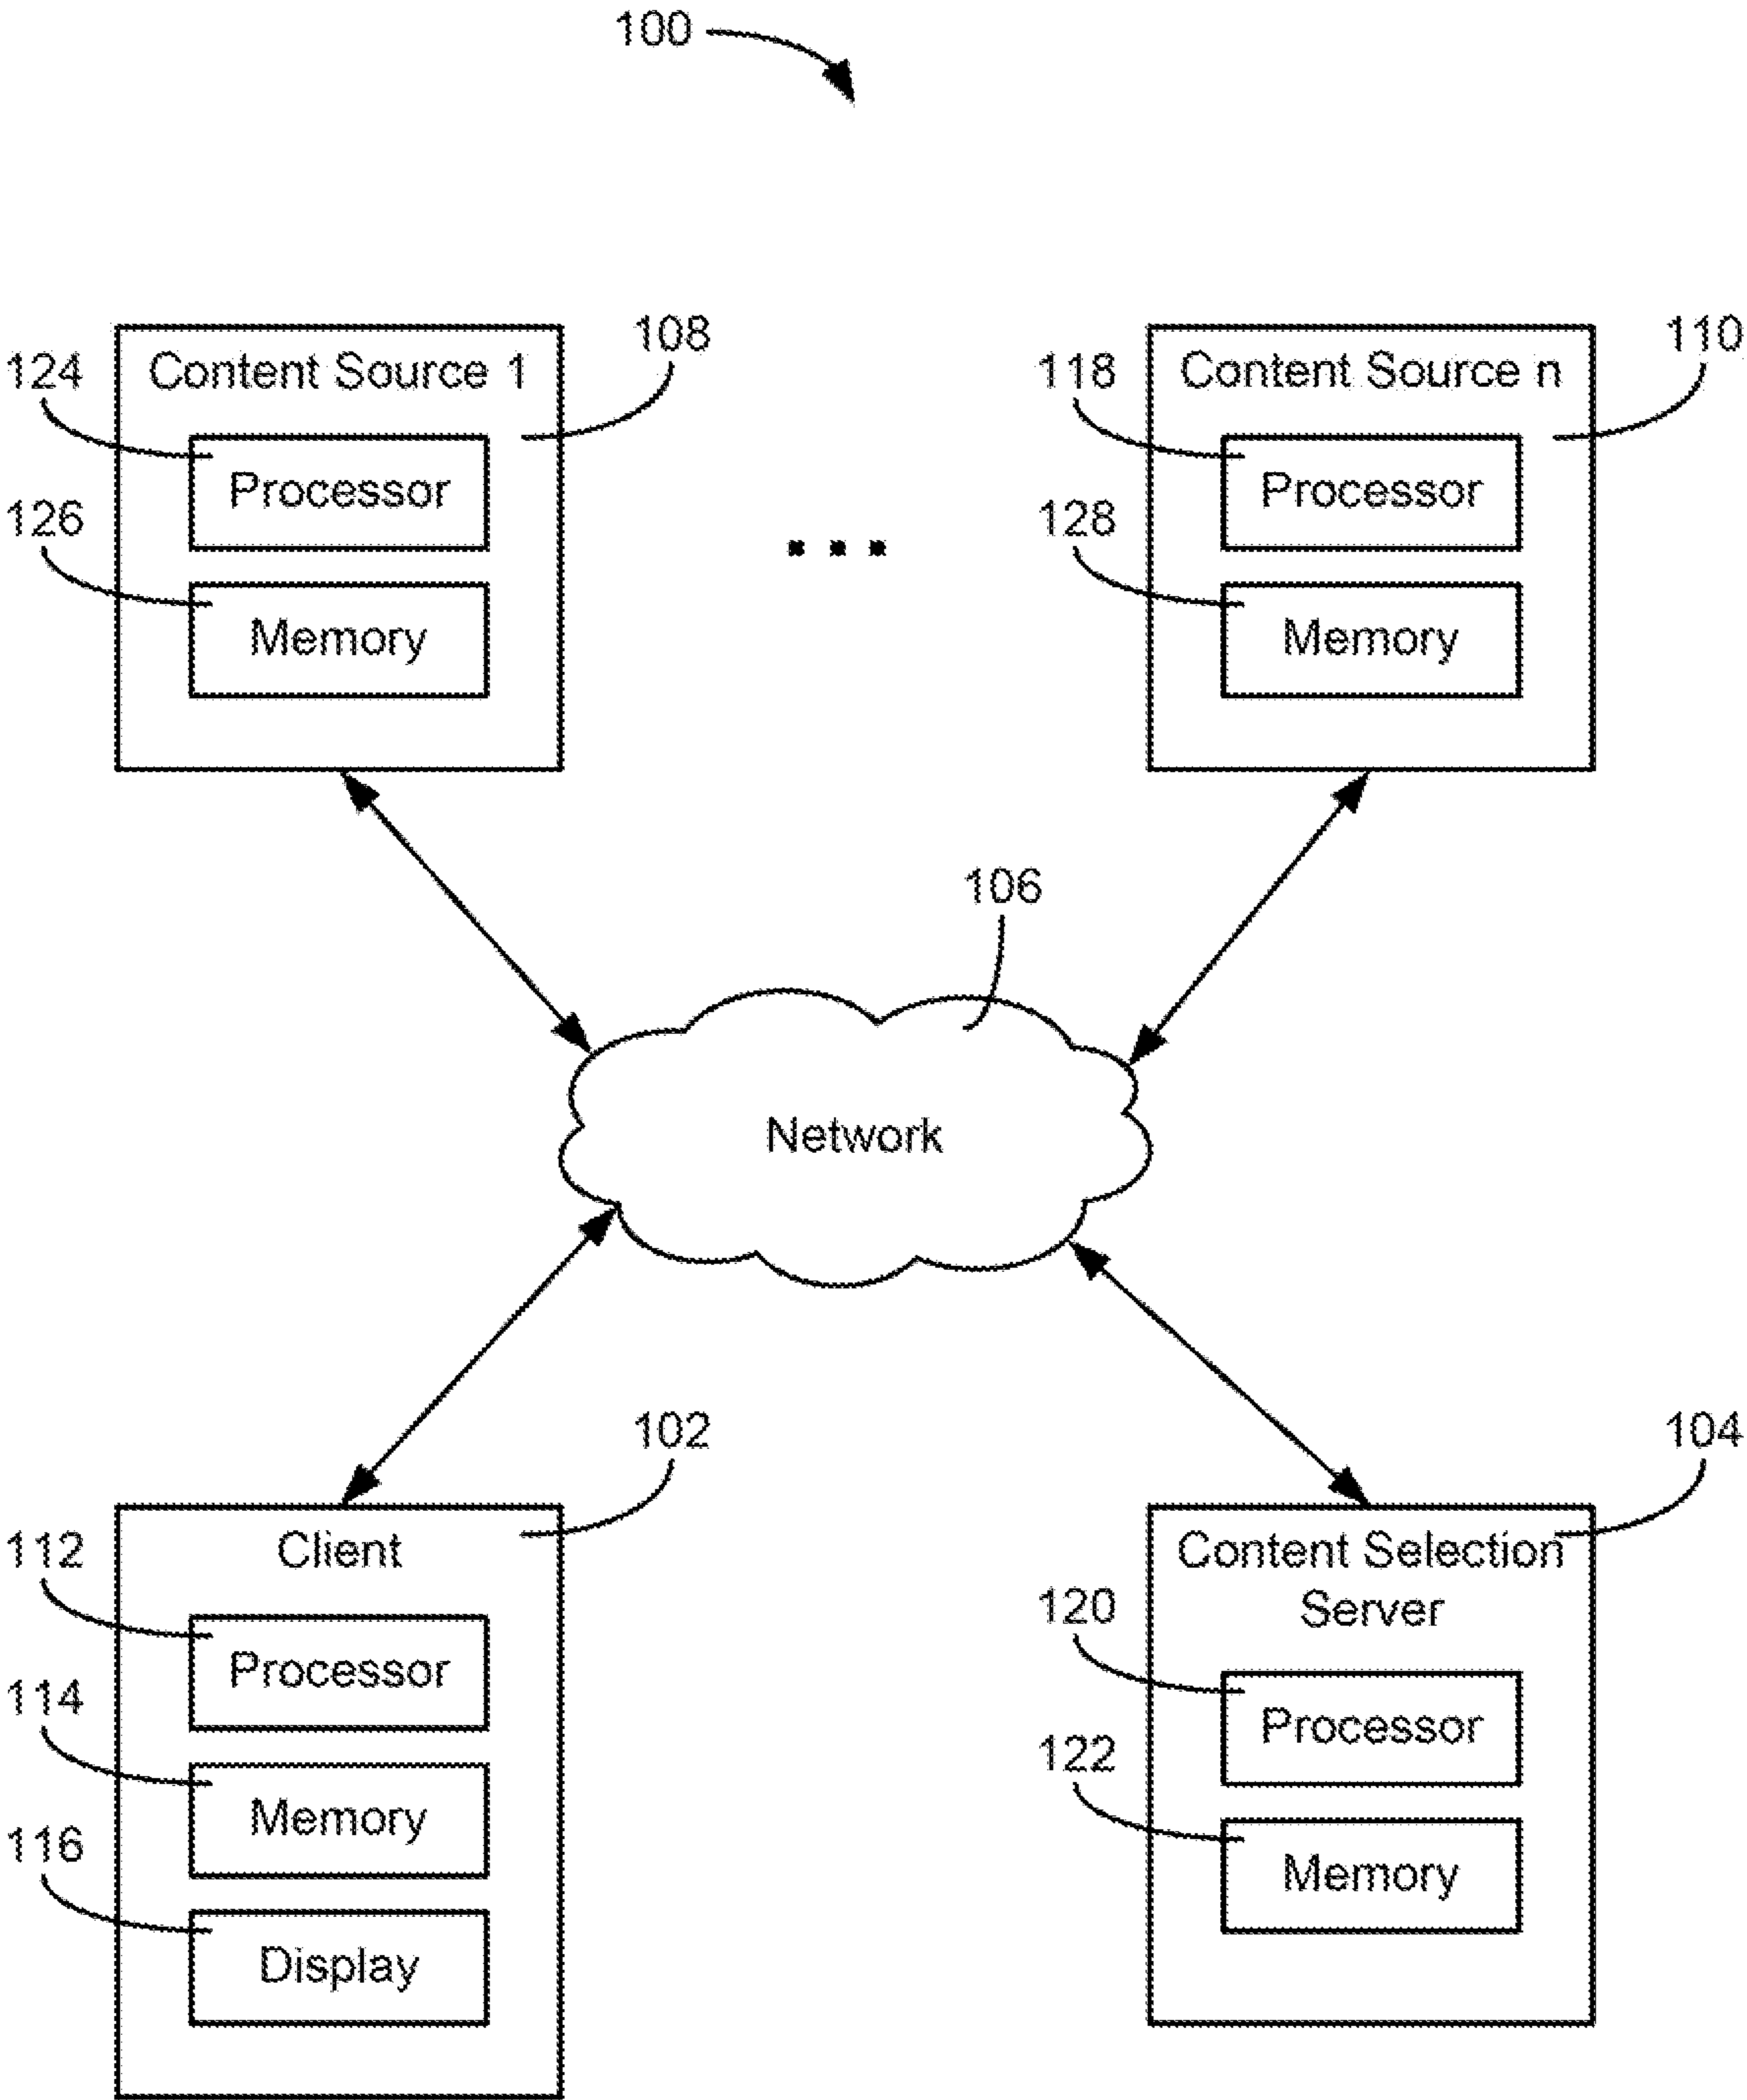 100
108
110
124
Content Source 1
118
Content Source n
Processor
Processor
126
128
Memory
Memory
106
Network
102
104
112
Client
Content Selection
Server
120
Processor
Processor
114
122
Memory
Memory
116
Display